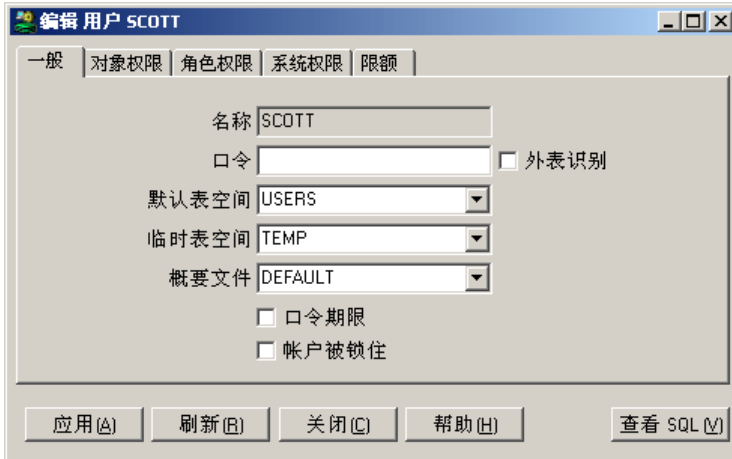 编辑 用户 SCOTT
一般 对象权限 角色权限 系统权限 限额
名称 SCOTT
口令 外表识别
默认表空间 USERS
临时表空间 TEMP
概要文件 DEFAULT
口令期限
帐户被锁住
应用(A) 刷新(R) 关闭(C) 帮助(H) 查看 SQL(V)